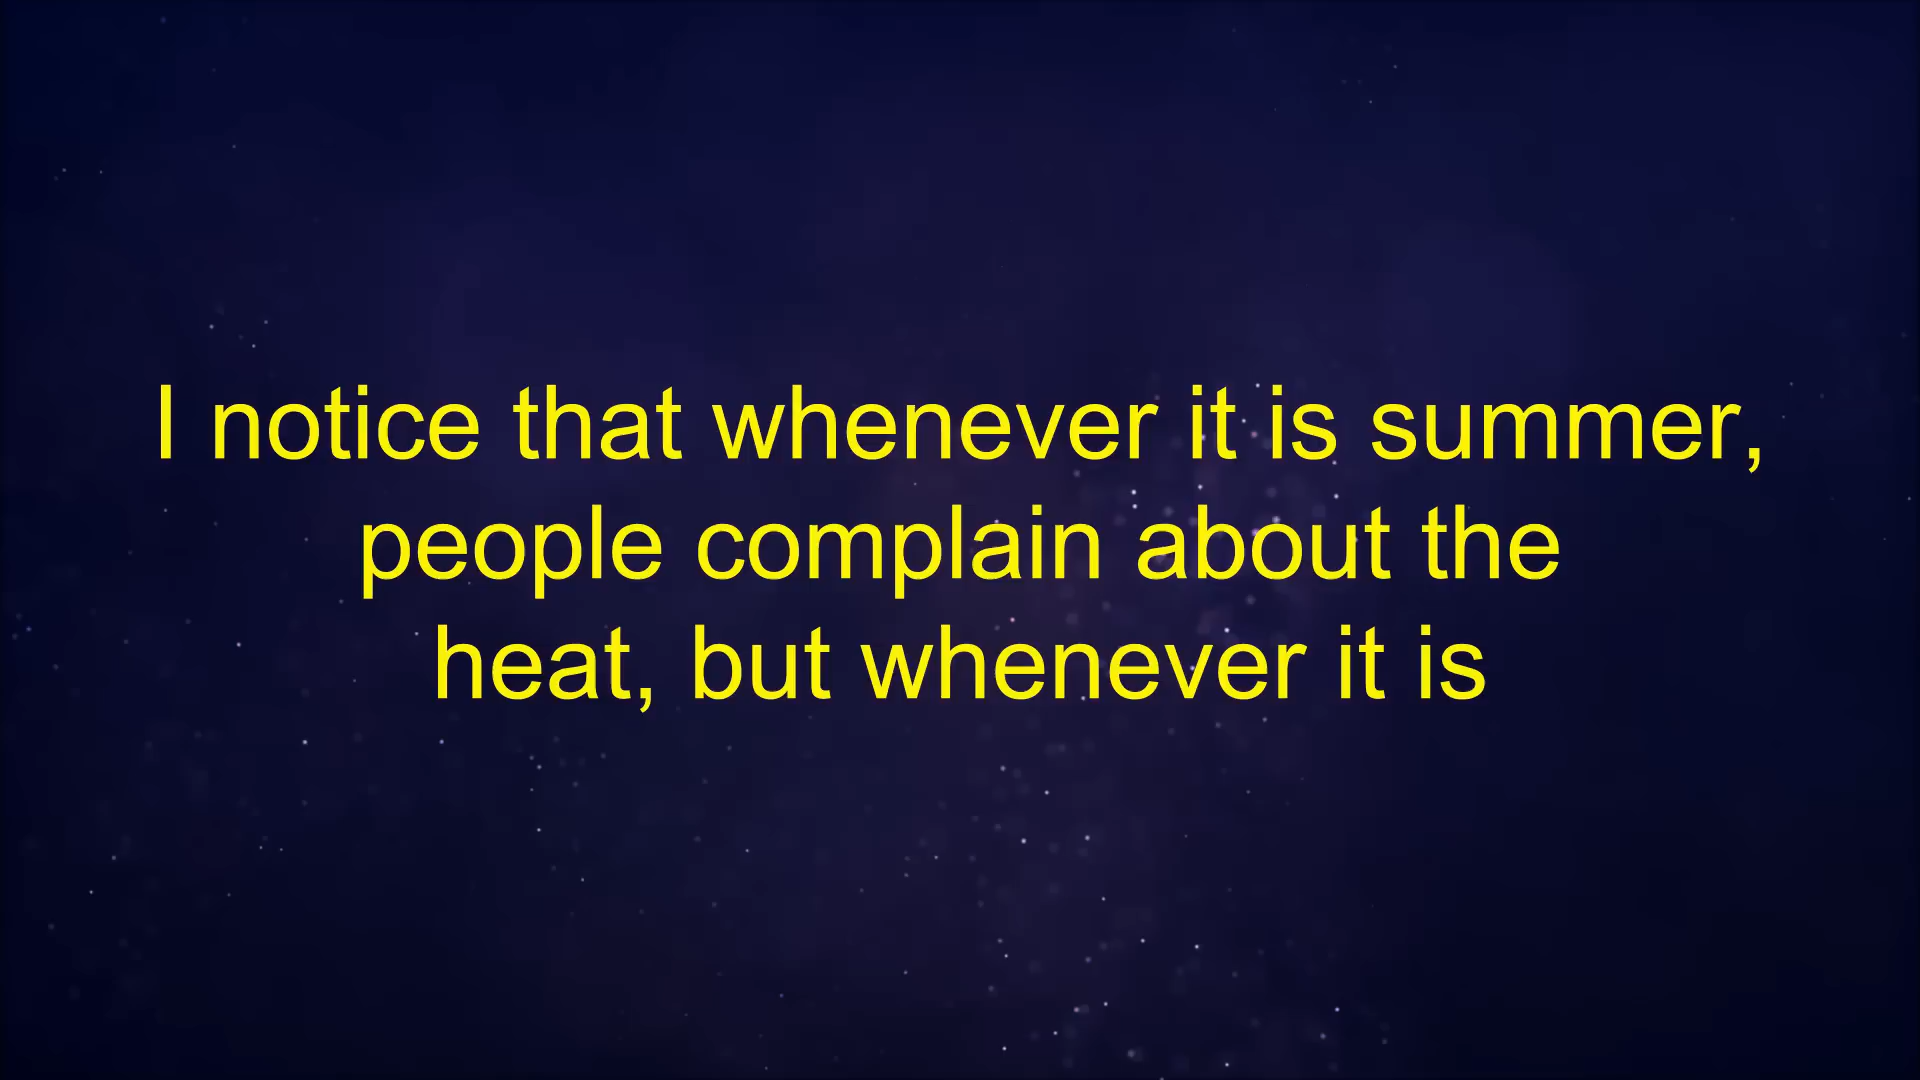 I notice that whenever it is summer,
people complain about the
heat, but whenever it is